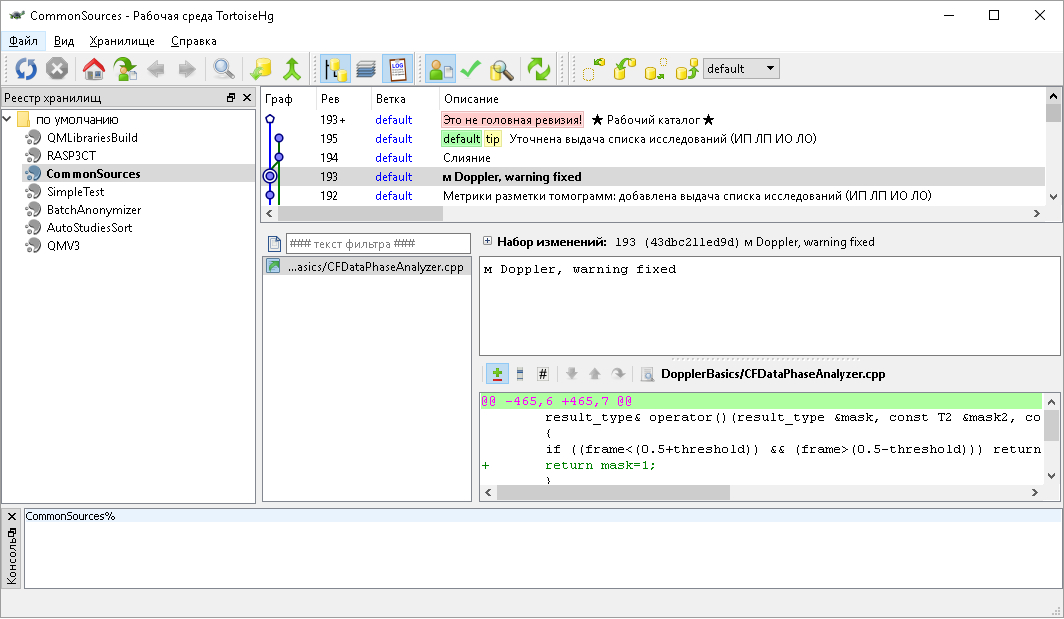 CommonSources - Рабочая среда TortoiseHg
Файл Вид Хранилище Справка
LOG default
Реестр хранилищ
по умолчанию
QMLibrariesBuild
RASP3CT
CommonSources
SimpleTest
BatchAnonymizer
AutoStudiesSort
QMV3
Граф Рев Ветка Описание
193+ default Это не головная ревизия! ★ Рабочий каталог ★
195 default default tip Уточнена выдача списка исследований (ИП ЛП ИО ЛО)
194 default Слияние
193 default м Doppler, warning fixed
192 default Метрики разметки томограмм: добавлена выдача списка исследований (ИП ЛП ИО ЛО)
### текст фильтра ###
...asics/CFDataPhaseAnalyzer.cpp
Набор изменений: 193 (43dbc211ed9d) м Doppler, warning fixed
м Doppler, warning fixed
# DopplerBasics/CFDataPhaseAnalyzer.cpp
@@ -465,6 +465,7 @@
result_type& operator()(result_type &mask, const T2 &mask2, co
{
if ((frame<(0.5+threshold)) && (frame>(0.5-threshold))) return
+ return mask=1;
}
Консоль
CommonSources%